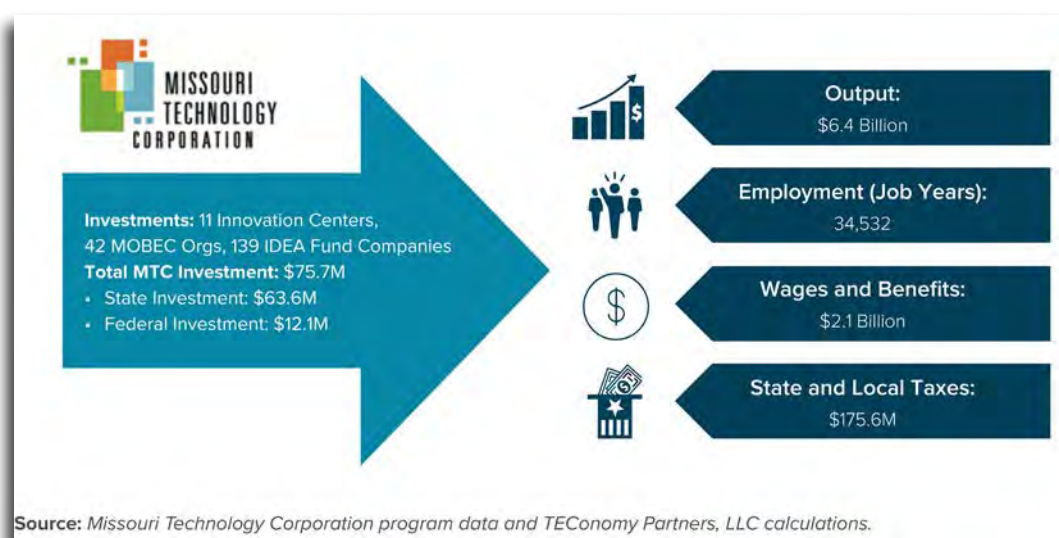 MISSOURI
TECHNOLOGY
CORPORATION
Investments: 11 Innovation Centers,
42 MOBEC Orgs, 139 IDEA Fund Companies
Total MTC Investment: $75.7M
• State Investment: $63.6M
• Federal Investment: $12.1M
$
Output:
$6.4 Billion
Employment (Job Years):
34,532
$
Wages and Benefits:
$2.1 Billion
State and Local Taxes:
$175.6M
Source: Missouri Technology Corporation program data and TEConomy Partners, LLC calculations.